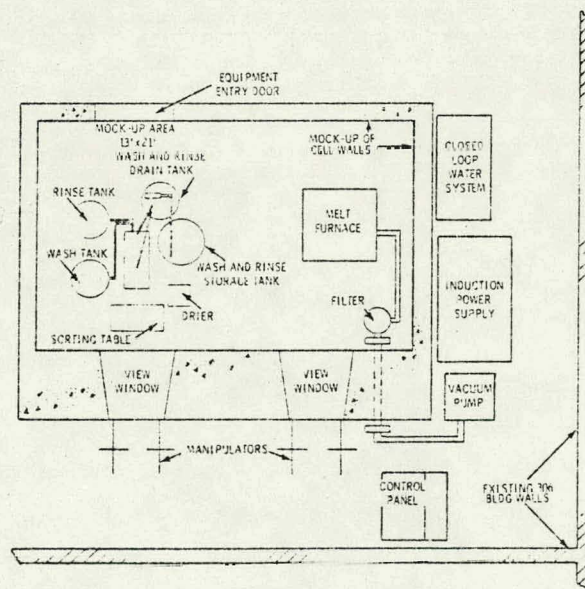 EQUIPMENT
ENTRY DOOR
MOCK-UP AREA
13' x 21'
WASH AND RINSE
DRAIN TANK
MOCK-UP OF
CELL WALLS
CLOSED
LOOP
WATER
SYSTEM
RINSE TANK
MELT
FURNACE
WASH TANK
WASH AND RINSE
STORAGE TANK
INDUCTION
POWER
SUPPLY
DRIER
FILTER
SORTING TABLE
VIEW
WINDOW
VIEW
WINDOW
VACUUM
PUMP
MANIPULATORS
CONTROL
PANEL
EXISTING 306
BLDG WALLS